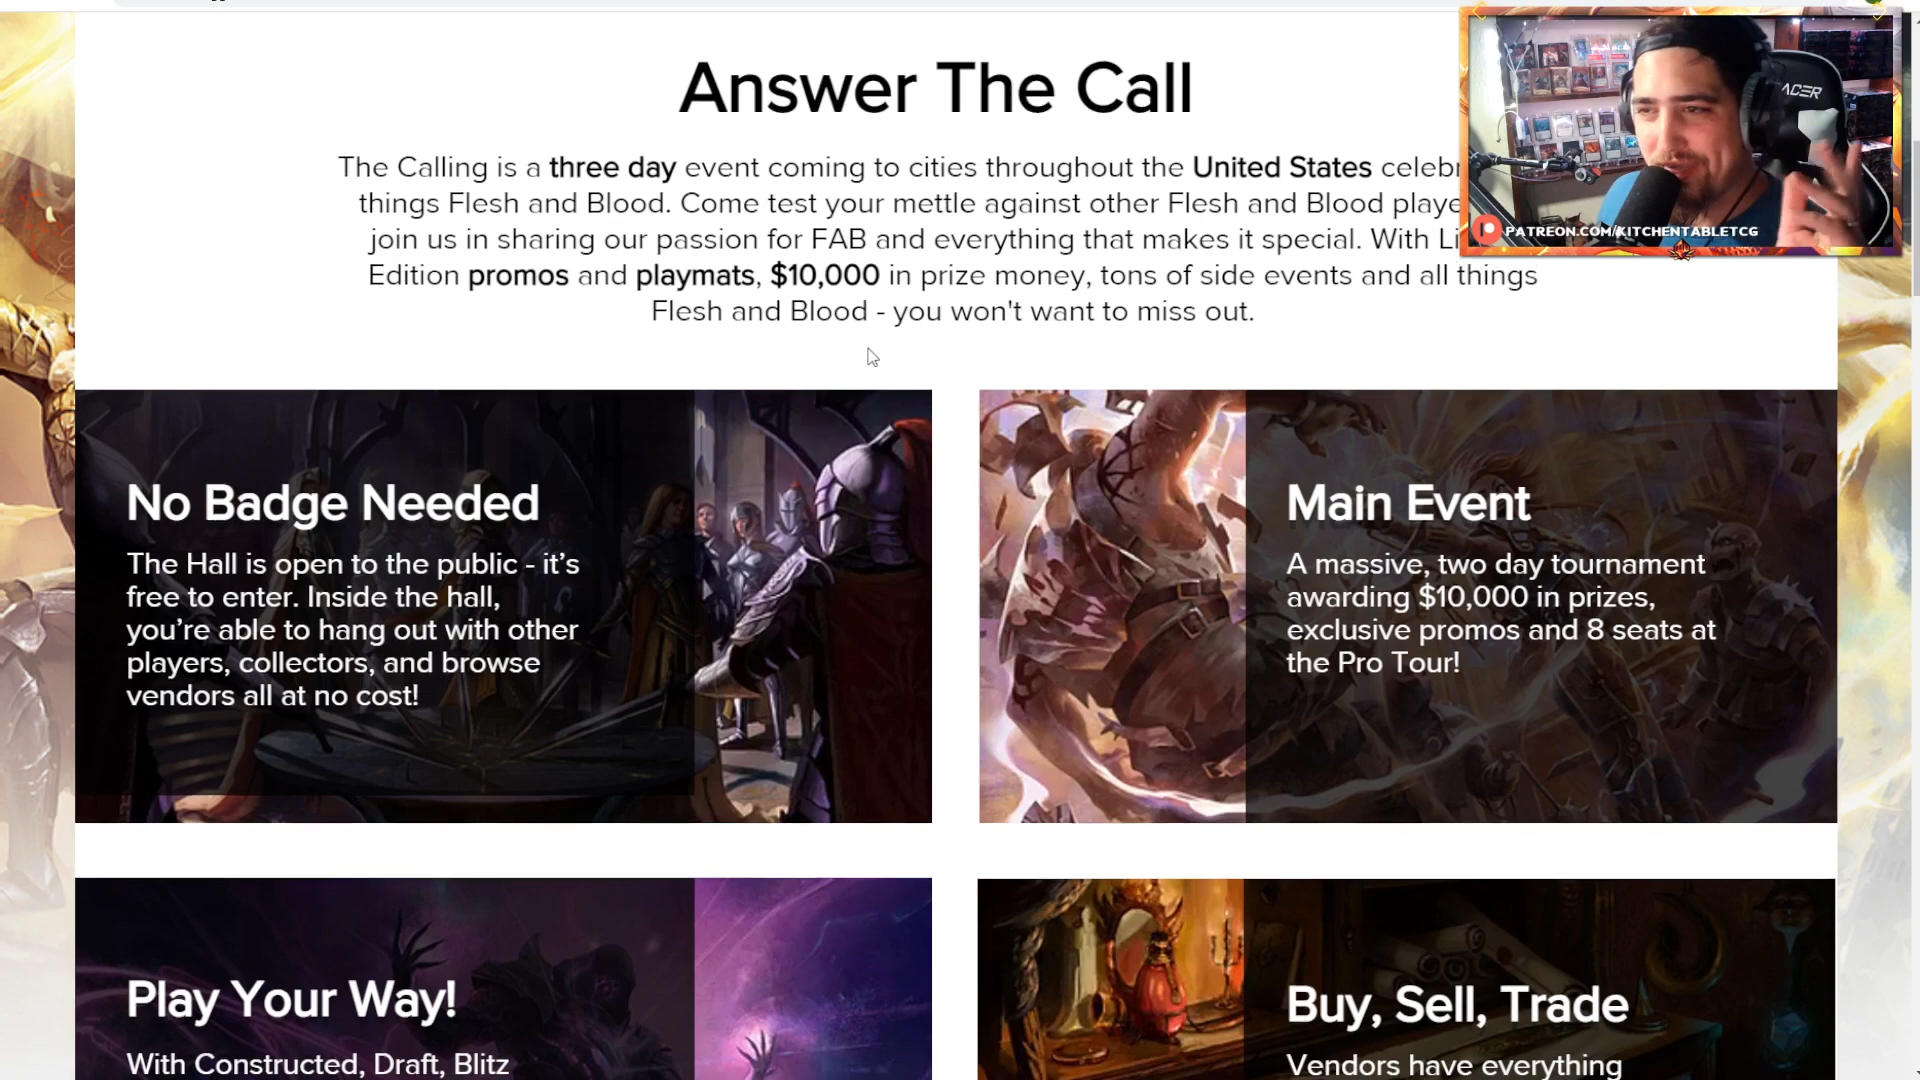 Answer The Call
The Calling is a three day event coming to cities throughout the United States celebr
things Flesh and Blood. Come test your mettle against other Flesh and Blood playe
join us in sharing our passion for FAB and everything that makes it special. With Li
Edition promos and playmats, $10,000 in prize money, tons of side events and all things
Flesh and Blood - you won't want to miss out.
ACER
PATREON.COM/KITCHENTABLETCG
No Badge Needed
The Hall is open to the public - it's
free to enter. Inside the hall,
you're able to hang out with other
players, collectors, and browse
vendors all at no cost!
Main Event
A massive, two day tournament
awarding $10,000 in prizes,
exclusive promos and 8 seats at
the Pro Tour!
Play Your Way!
With Constructed, Draft, Blitz
Buy, Sell, Trade
Vendors have everything